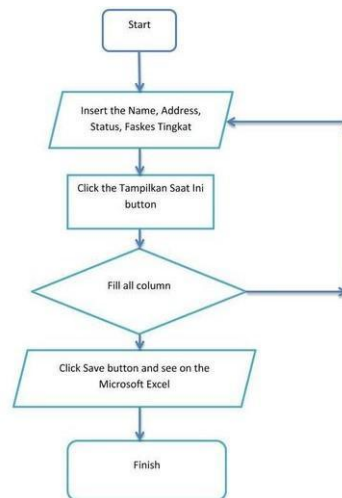 Start
Insert the Name, Address,
Status, Faskes Tingkat
Click the Tampilkan Saat Ini
button
Fill all column
Click Save button and see on the
Microsoft Excel
Finish